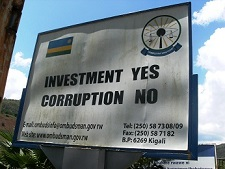 INVESTMENT YES
CORRUPTION NO
E-mail: ombudsinfo@ombudsman.gov.rw
Web site: www.ombudsman.gov.rw
Tel: (250) 58 7308/09
Fax: (250) 58 7182
B.P: 6269 Kigali